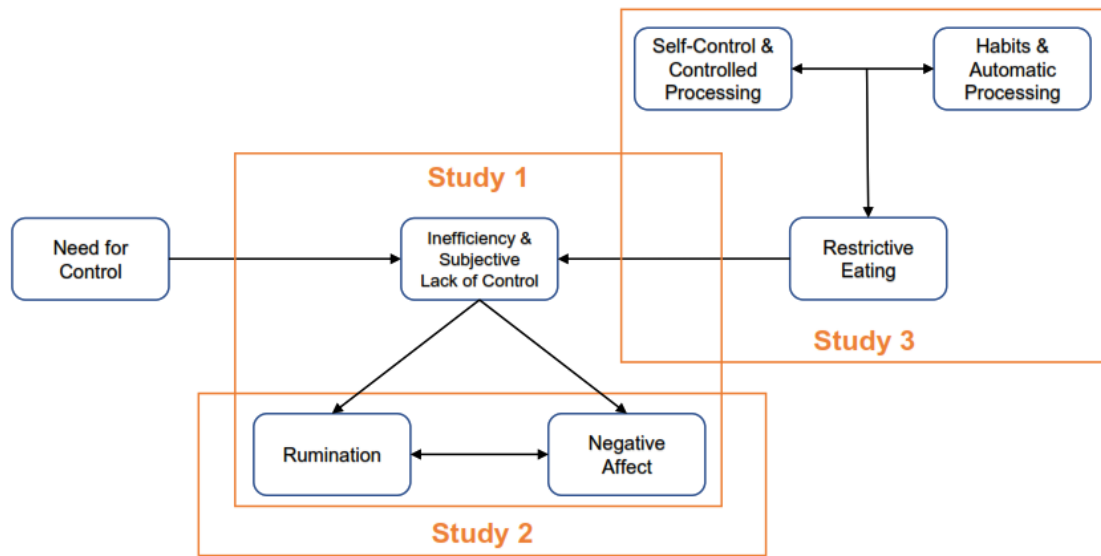 Self-Control &
Controlled
Processing
Habits &
Automatic
Processing
Study 1
Need for
Control
Inefficiency &
Subjective
Lack of Control
Restrictive
Eating
Study 3
Rumination
Negative
Affect
Study 2